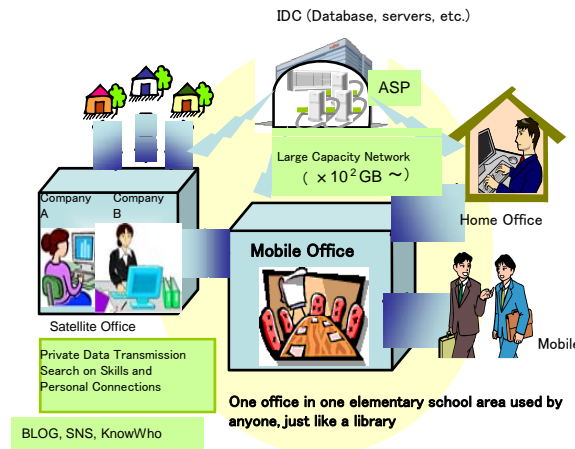 IDC (Database, servers, etc.)
ASP
Large Capacity Network
( ×10² GB ～)
Company
A
Company
B
Home Office
Mobile Office
Mobile
Satellite Office
Private Data Transmission
Search on Skills and
Personal Connections
One office in one elementary school area used by
anyone, just like a library
BLOG, SNS, KnowWho